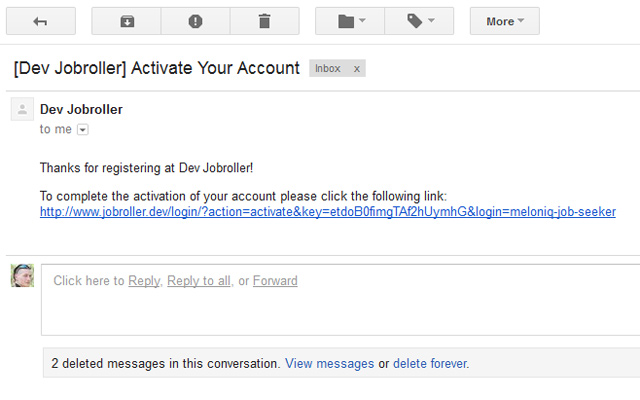 More
[Dev Jobroller] Activate Your Account Inbox x
Dev Jobroller
to me
Thanks for registering at Dev Jobroller!
To complete the activation of your account please click the following link:
http://www.jobroller.dev/login/?action=activate&key=etdoB0fimgTAf2hUymhG&login=meloniq-job-seeker
Click here to Reply, Reply to all, or Forward
2 deleted messages in this conversation. View messages or delete forever.